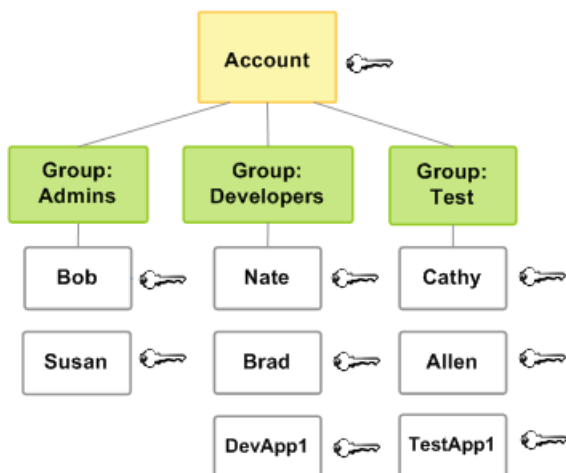 Account
Group:
Admins
Group:
Developers
Group:
Test
Bob
Nate
Cathy
Susan
Brad
Allen
DevApp1
TestApp1